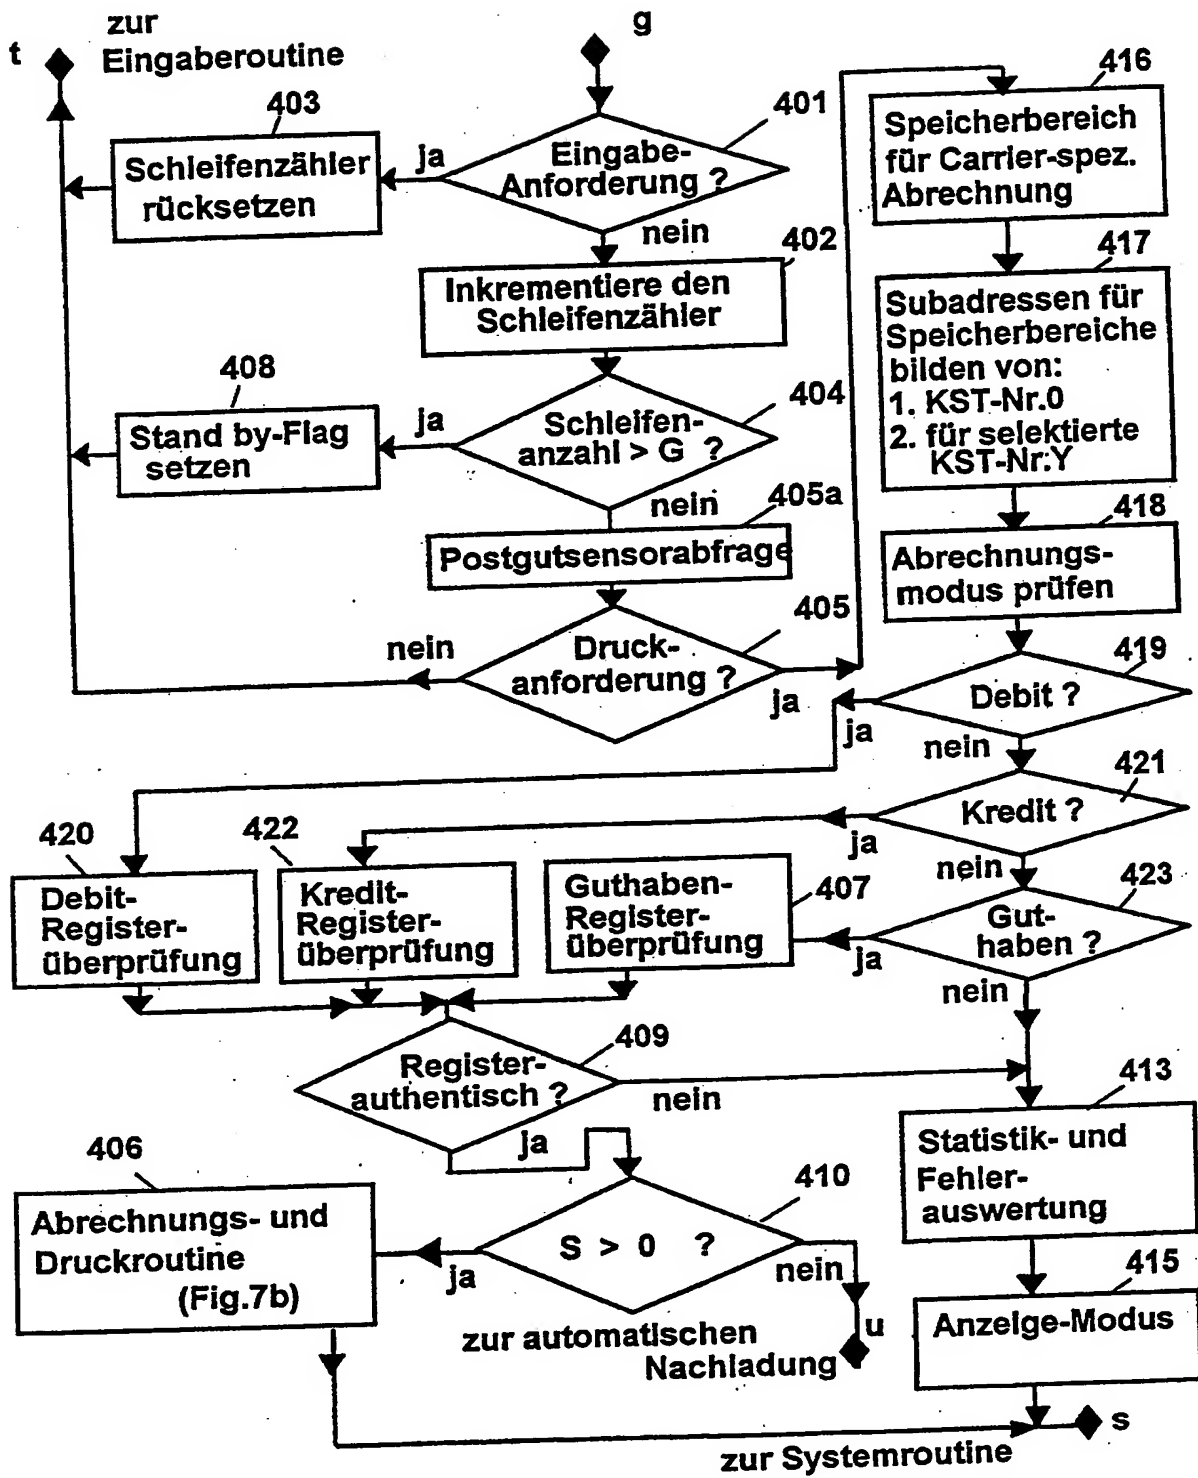 zur
Eingaberoutine
t
g
403
Schleifenzähler
rücksetzen
ja
401
Eingabe-
Anforderung ?
nein
402
Inkrementiere den
Schleifenzähler
408
Stand by-Flag
setzen
ja
404
Schleifen-
anzahl > G ?
nein
405a
Postgutsensorabfrage
405
Druck-
anforderung ?
nein
ja
416
Speicherbereich
für Carrier-spez.
Abrechnung
417
Subadressen für
Speicherbereiche
bilden von:
1. KST-Nr.0
2. für selektierte
KST-Nr:Y
418
Abrechnungs-
modus prüfen
419
Debit ?
ja
nein
421
Kredit ?
ja
nein
423
Gut-
haben ?
ja
nein
420
Debit-
Register-
überprüfung
422
Kredit-
Register-
überprüfung
407
Guthaben-
Register-
überprüfung
409
Register-
authentisch ?
nein
ja
413
Statistik- und
Fehler-
auswertung
406
Abrechnungs- und
Druckroutine
(Fig.7b)
410
S > 0 ?
ja
nein
u
zur automatischen
Nachladung
415
Anzeige-Modus
s
zur Systemroutine